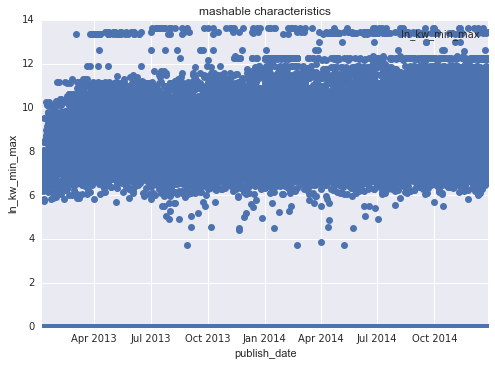 mashable characteristics
ln_kw_min_max
14
12
10
8
6
4
2
0
ln_kw_min_max
Apr 2013
Jul 2013
Oct 2013
Jan 2014
Apr 2014
Jul 2014
Oct 2014
publish_date